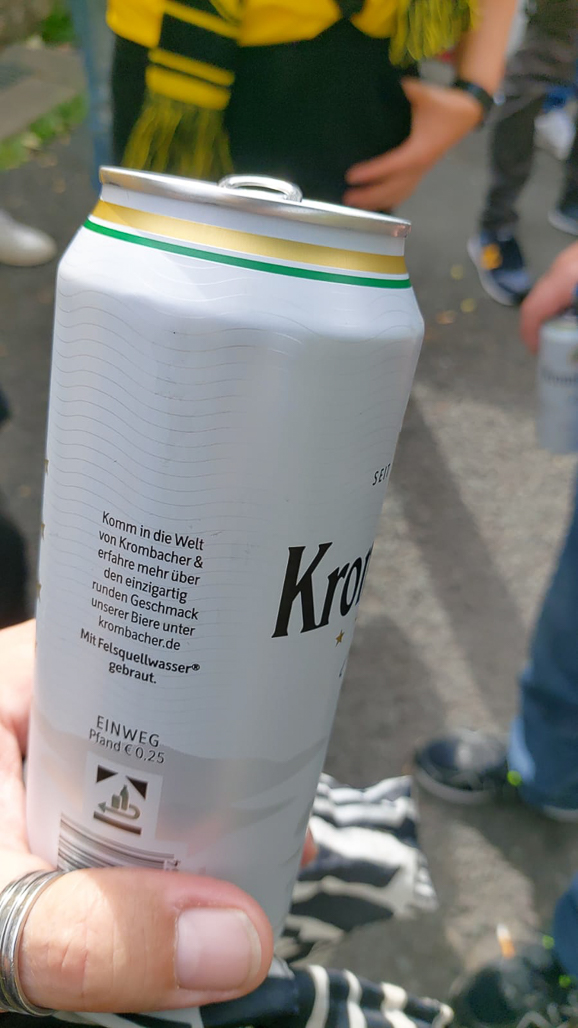 SEIT
Kro
Komm in die Welt
von Krombacher &
erfahre mehr über
den einzigartig
runden Geschmack
unserer Biere unter
krombacher.de
Mit Felsquellwasser®
gebraut.
EINWEG
Pfand € 0,25